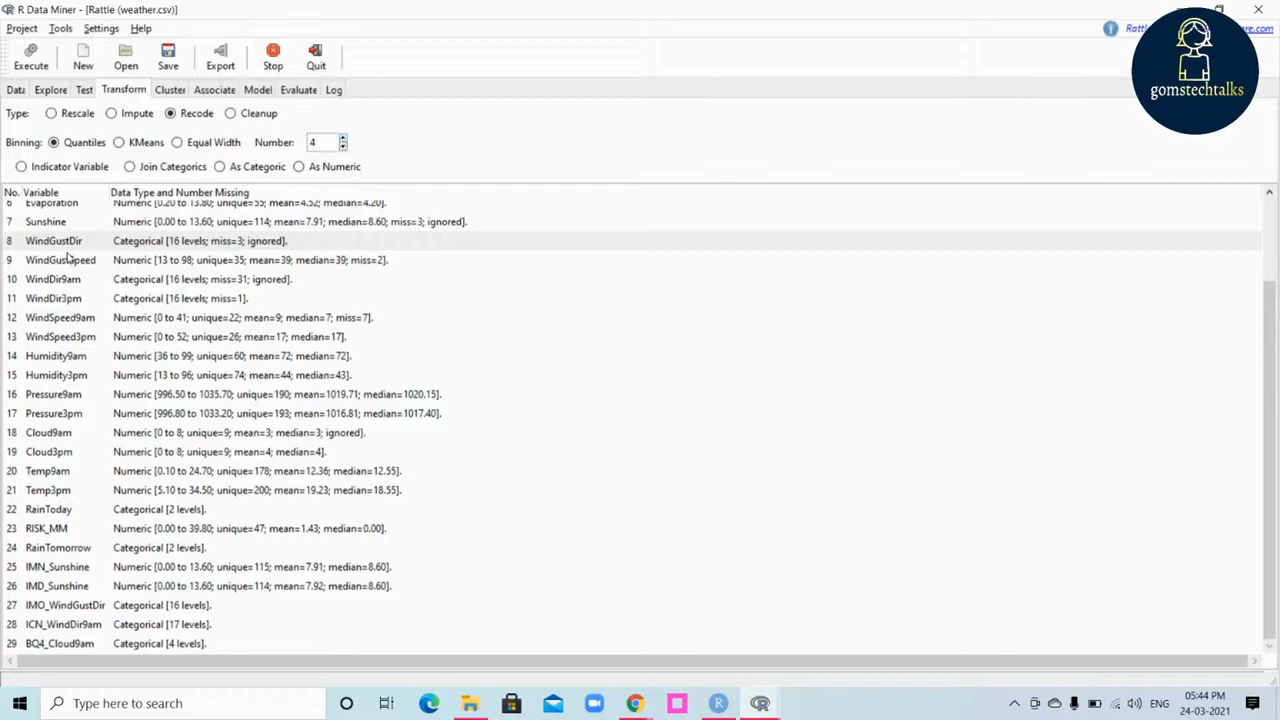 R Data Miner - [Rattle (weather.csv)]
Project Tools Settings Help
Execute New Open Save Export Stop Quit
gomstechtalks
Data Explore Test Transform Cluster Associate Model Evaluate Log
Type: Rescale Impute Recode Cleanup
Binning: Quantiles KMeans Equal Width Number: 4
Indicator Variable Join Categorics As Categoric As Numeric
No. Variable Data Type and Number Missing
6 Evaporation Numeric [0.20 to 13.80; unique=55; mean=4.52; median=4.20].
7 Sunshine Numeric [0.00 to 13.60; unique=114; mean=7.91; median=8.60; miss=3; ignored].
8 WindGustDir Categorical [16 levels; miss=3; ignored].
9 WindGustSpeed Numeric [13 to 98; unique=35; mean=39; median=39; miss=2].
10 WindDir9am Categorical [16 levels; miss=31; ignored].
11 WindDir3pm Categorical [16 levels; miss=1].
12 WindSpeed9am Numeric [0 to 41; unique=22; mean=9; median=7; miss=7].
13 WindSpeed3pm Numeric [0 to 52; unique=26; mean=17; median=17].
14 Humidity9am Numeric [36 to 99; unique=60; mean=72; median=72].
15 Humidity3pm Numeric [13 to 96; unique=74; mean=44; median=43].
16 Pressure9am Numeric [996.50 to 1035.70; unique=190; mean=1019.71; median=1020.15].
17 Pressure3pm Numeric [996.80 to 1033.20; unique=193; mean=1016.81; median=1017.40].
18 Cloud9am Numeric [0 to 8; unique=9; mean=3; median=3; ignored].
19 Cloud3pm Numeric [0 to 8; unique=9; mean=4; median=4].
20 Temp9am Numeric [0.10 to 24.70; unique=178; mean=12.36; median=12.55].
21 Temp3pm Numeric [5.10 to 34.50; unique=200; mean=19.23; median=18.55].
22 RainToday Categorical [2 levels].
23 RISK_MM Numeric [0.00 to 39.80; unique=47; mean=1.43; median=0.00].
24 RainTomorrow Categorical [2 levels].
25 IMN_Sunshine Numeric [0.00 to 13.60; unique=115; mean=7.91; median=8.60].
26 IMD_Sunshine Numeric [0.00 to 13.60; unique=114; mean=7.92; median=8.60].
27 IMO_WindGustDir Categorical [16 levels].
28 ICN_WindDir9am Categorical [17 levels].
29 BQ4_Cloud9am Categorical [4 levels].
Type here to search
ENG
05:44 PM
24-03-2021